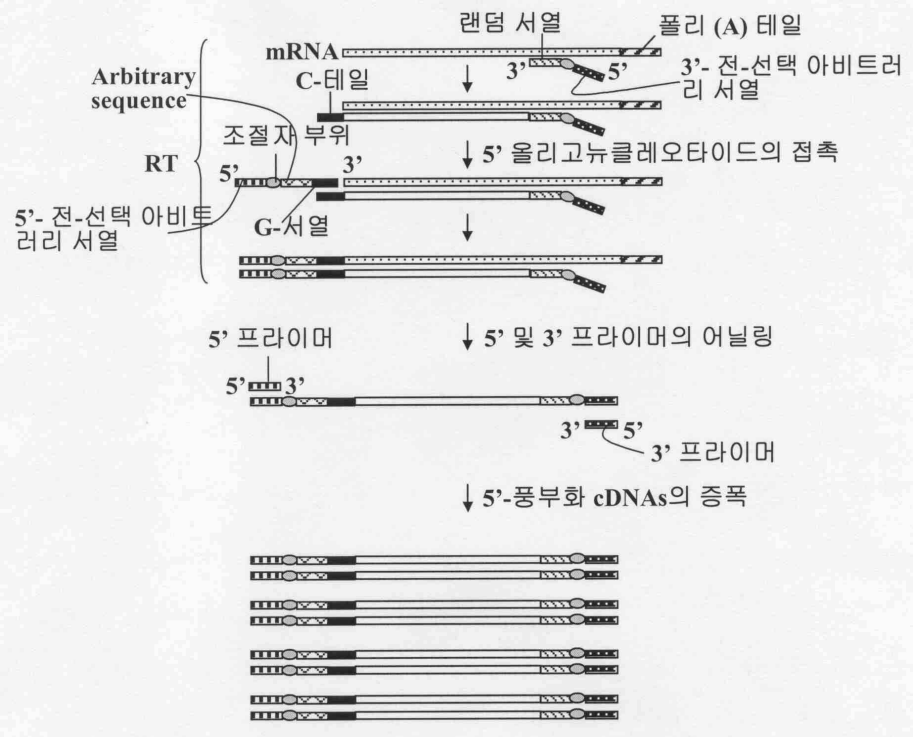 랜덤 서열
폴리 (A) 테일
mRNA
3’
5’
3’- 전-선택 아비트러
리 서열
Arbitrary
sequence
C-테일
RT
조절자 부위
5’ 올리고뉴클레오타이드의 접촉
5’
3’
5’- 전-선택 아비트
러리 서열
G-서열
5’ 및 3’ 프라이머의 어닐링
5’ 프라이머
5’
3’
3’
5’
3’ 프라이머
5’-풍부화 cDNAs의 증폭